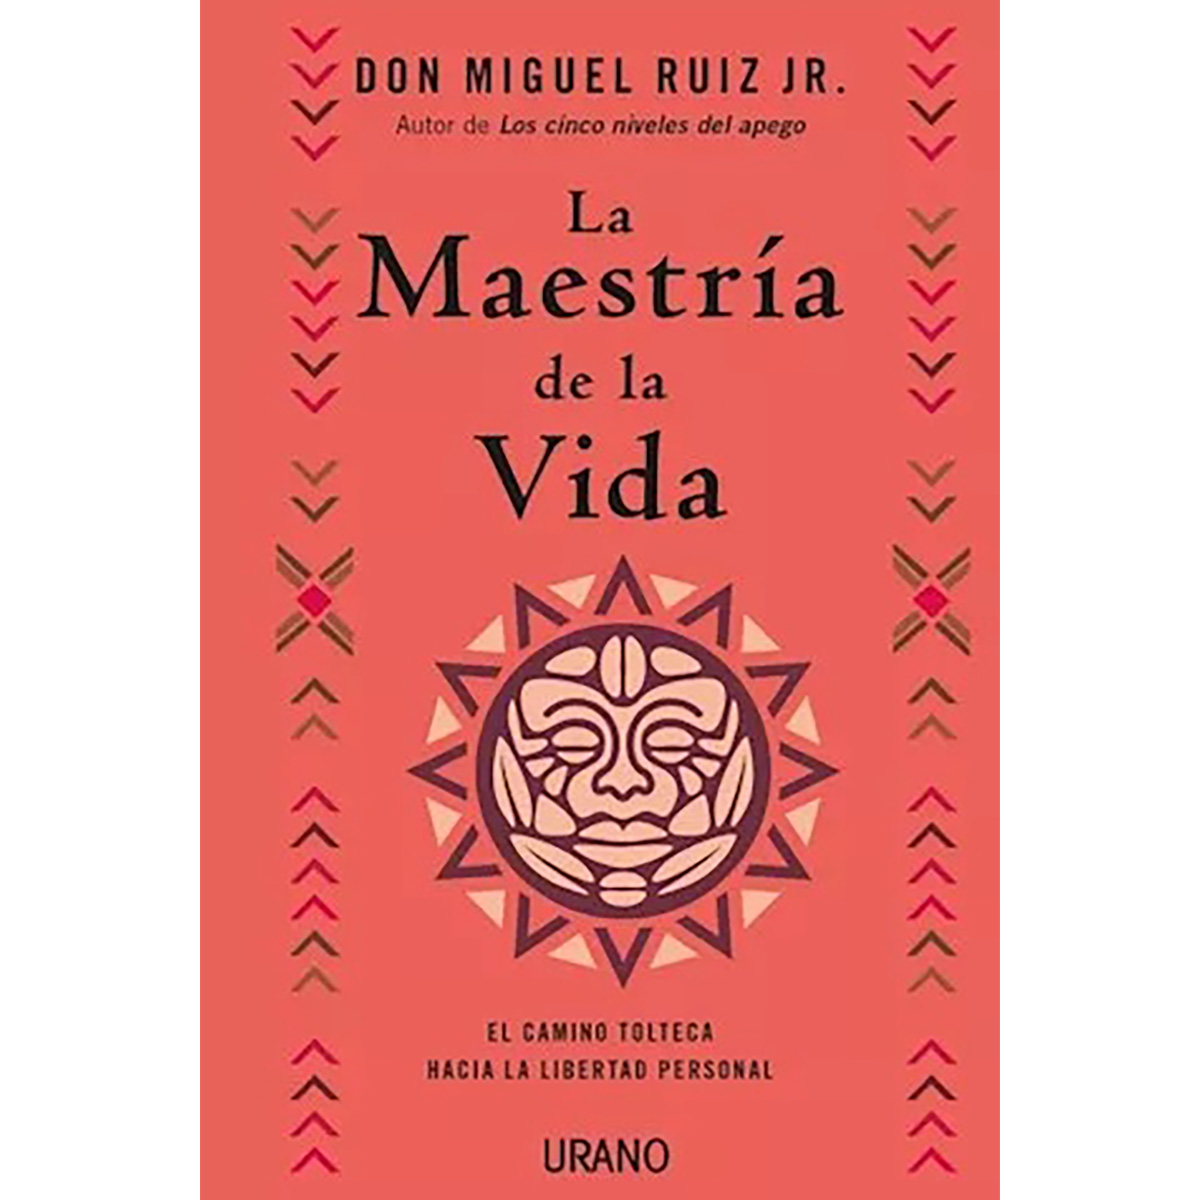 DON MIGUEL RUIZ JR.
Autor de Los cinco niveles del apego
La
Maestría
de la
Vida
EL CAMINO TOLTECA
HACIA LA LIBERTAD PERSONAL
URANO